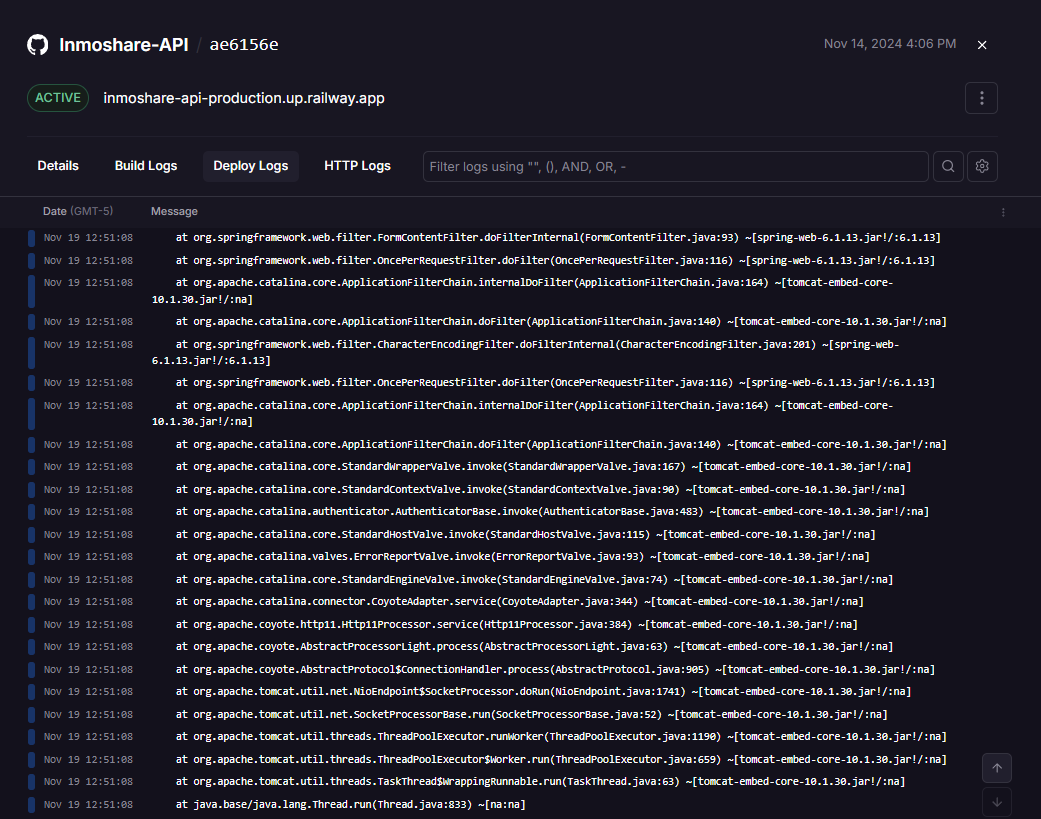 Inmoshare-API / ae6156e
Nov 14, 2024 4:06 PM
ACTIVE
inmoshare-api-production.up.railway.app
Details
Build Logs
Deploy Logs
HTTP Logs
Filter logs using "", (), AND, OR, -
Date (GMT-5) Message
Nov 19 12:51:08 at org.springframework.web.filter.FormContentFilter.doFilterInternal(FormContentFilter.java:93) ~[spring-web-6.1.13.jar!/:6.1.13]
Nov 19 12:51:08 at org.springframework.web.filter.OncePerRequestFilter.doFilter(OncePerRequestFilter.java:116) ~[spring-web-6.1.13.jar!/:6.1.13]
Nov 19 12:51:08 at org.apache.catalina.core.ApplicationFilterChain.internalDoFilter(ApplicationFilterChain.java:164) ~[tomcat-embed-core-
10.1.30.jar!/:na]
Nov 19 12:51:08 at org.apache.catalina.core.ApplicationFilterChain.doFilter(ApplicationFilterChain.java:140) ~[tomcat-embed-core-10.1.30.jar!/:na]
Nov 19 12:51:08 at org.springframework.web.filter.CharacterEncodingFilter.doFilterInternal(CharacterEncodingFilter.java:201) ~[spring-web-
6.1.13.jar!/:6.1.13]
Nov 19 12:51:08 at org.springframework.web.filter.OncePerRequestFilter.doFilter(OncePerRequestFilter.java:116) ~[spring-web-6.1.13.jar!/:6.1.13]
Nov 19 12:51:08 at org.apache.catalina.core.ApplicationFilterChain.internalDoFilter(ApplicationFilterChain.java:164) ~[tomcat-embed-core-
10.1.30.jar!/:na]
Nov 19 12:51:08 at org.apache.catalina.core.ApplicationFilterChain.doFilter(ApplicationFilterChain.java:140) ~[tomcat-embed-core-10.1.30.jar!/:na]
Nov 19 12:51:08 at org.apache.catalina.core.StandardWrapperValve.invoke(StandardWrapperValve.java:167) ~[tomcat-embed-core-10.1.30.jar!/:na]
Nov 19 12:51:08 at org.apache.catalina.core.StandardContextValve.invoke(StandardContextValve.java:90) ~[tomcat-embed-core-10.1.30.jar!/:na]
Nov 19 12:51:08 at org.apache.catalina.authenticator.AuthenticatorBase.invoke(AuthenticatorBase.java:483) ~[tomcat-embed-core-10.1.30.jar!/:na]
Nov 19 12:51:08 at org.apache.catalina.core.StandardHostValve.invoke(StandardHostValve.java:115) ~[tomcat-embed-core-10.1.30.jar!/:na]
Nov 19 12:51:08 at org.apache.catalina.valves.ErrorReportValve.invoke(ErrorReportValve.java:93) ~[tomcat-embed-core-10.1.30.jar!/:na]
Nov 19 12:51:08 at org.apache.catalina.core.StandardEngineValve.invoke(StandardEngineValve.java:74) ~[tomcat-embed-core-10.1.30.jar!/:na]
Nov 19 12:51:08 at org.apache.catalina.connector.CoyoteAdapter.service(CoyoteAdapter.java:344) ~[tomcat-embed-core-10.1.30.jar!/:na]
Nov 19 12:51:08 at org.apache.coyote.http11.Http11Processor.service(Http11Processor.java:384) ~[tomcat-embed-core-10.1.30.jar!/:na]
Nov 19 12:51:08 at org.apache.coyote.AbstractProcessorLight.process(AbstractProcessorLight.java:63) ~[tomcat-embed-core-10.1.30.jar!/:na]
Nov 19 12:51:08 at org.apache.coyote.AbstractProtocol$ConnectionHandler.process(AbstractProtocol.java:905) ~[tomcat-embed-core-10.1.30.jar!/:na]
Nov 19 12:51:08 at org.apache.tomcat.util.net.NioEndpoint$SocketProcessor.doRun(NioEndpoint.java:1741) ~[tomcat-embed-core-10.1.30.jar!/:na]
Nov 19 12:51:08 at org.apache.tomcat.util.net.SocketProcessorBase.run(SocketProcessorBase.java:52) ~[tomcat-embed-core-10.1.30.jar!/:na]
Nov 19 12:51:08 at org.apache.tomcat.util.threads.ThreadPoolExecutor.runWorker(ThreadPoolExecutor.java:1190) ~[tomcat-embed-core-10.1.30.jar!/:na]
Nov 19 12:51:08 at org.apache.tomcat.util.threads.ThreadPoolExecutor$Worker.run(ThreadPoolExecutor.java:659) ~[tomcat-embed-core-10.1.30.jar!/:na]
Nov 19 12:51:08 at org.apache.tomcat.util.threads.TaskThread$WrappingRunnable.run(TaskThread.java:63) ~[tomcat-embed-core-10.1.30.jar!/:na]
Nov 19 12:51:08 at java.base/java.lang.Thread.run(Thread.java:833) ~[na:na]